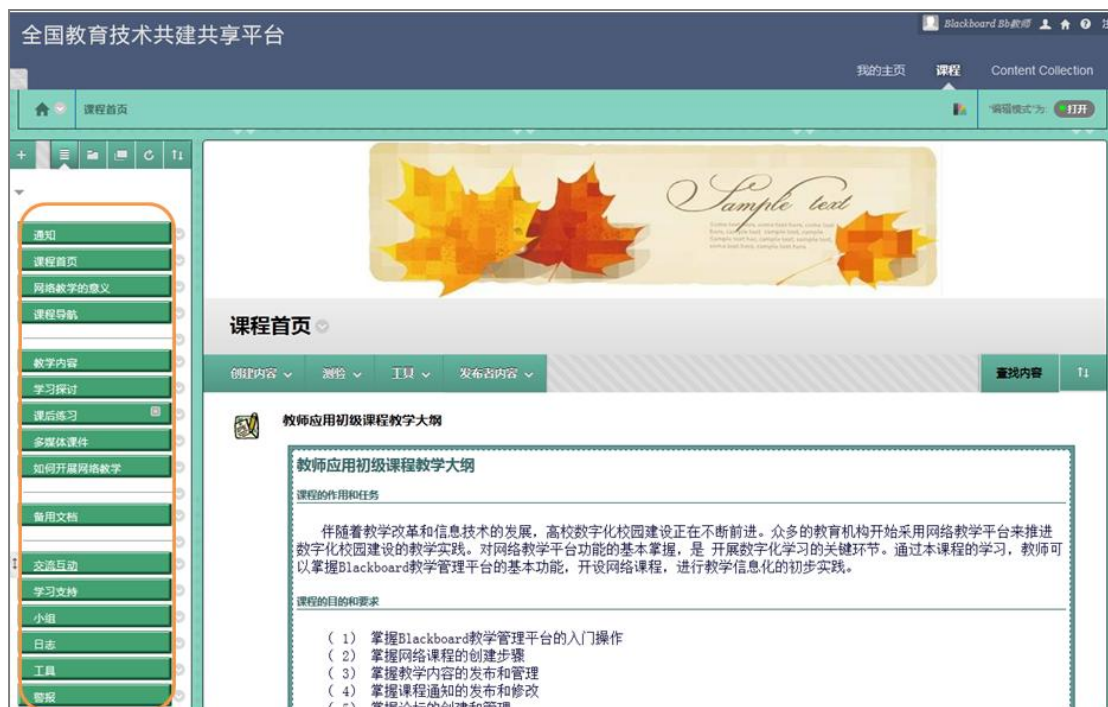 全国教育技术共建共享平台
Blackboard Bb教师
我的主页 课程 Content Collection
课程首页
"编辑模式"为: 打开
通知
课程首页
网络教学的意义
课程导航
教学内容
学习探讨
课后练习
多媒体课件
如何开展网络教学
备用文档
交流互动
学习支持
小组
日志
工具
警报
Sample text
课程首页
创建内容 测验 工具 发布者内容 查找内容
教师应用初级课程教学大纲
教师应用初级课程教学大纲
课程的作用和任务
伴随着教学改革和信息技术的发展，高校数字化校园建设正在不断前进。众多的教育机构开始采用网络教学平台来推进
数字化校园建设的教学实践。对网络教学平台功能的基本掌握，是 开展数字化学习的关键环节。通过本课程的学习，教师可
以掌握Blackboard教学管理平台的基本功能，开设网络课程，进行教学信息化的初步实践。
课程的目的和要求
（ 1） 掌握Blackboard教学管理平台的入门操作
（ 2） 掌握网络课程的创建步骤
（ 3） 掌握教学内容的发布和管理
（ 4） 掌握课程通知的发布和修改
（ 5） 掌握论坛的创建和管理